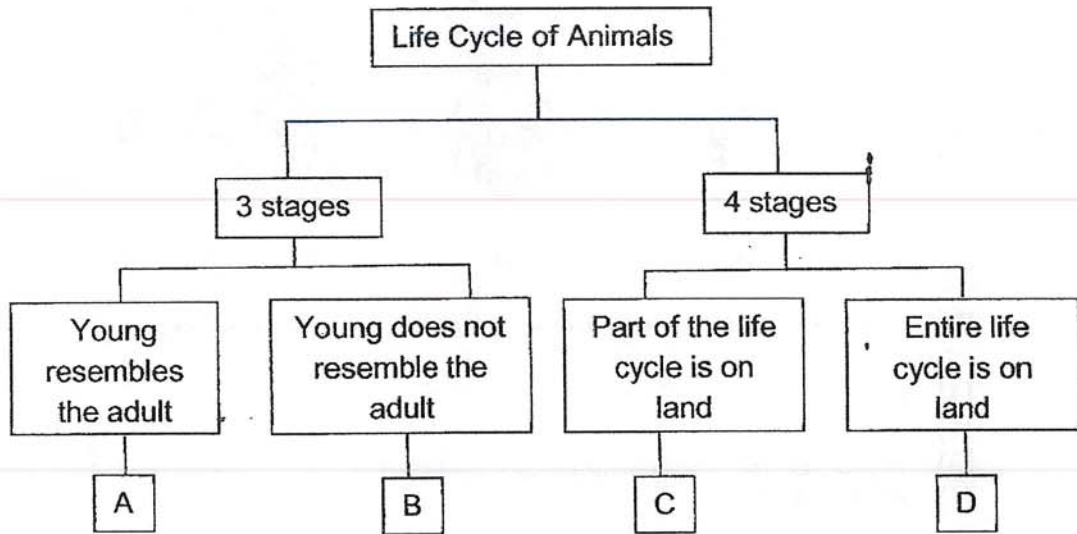 Life Cycle of Animals
3 stages
4 stages
Young
resembles
the adult
Young does not
resemble the
adult
Part of the life
cycle is on
land
Entire life
cycle is on
land
A
B
C
D